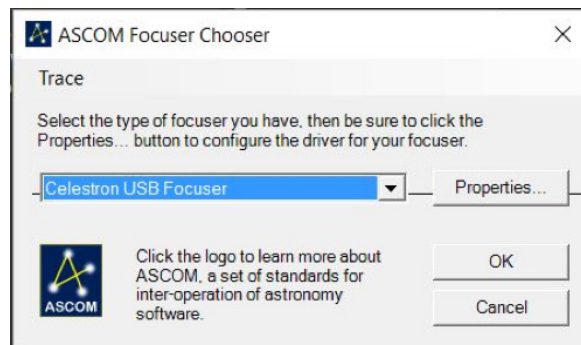 ASCOM Focuser Chooser
Trace
Select the type of focuser you have, then be sure to click the
Properties... button to configure the driver for your focuser.
Celestron USB Focuser
Properties...
Click the logo to learn more about
ASCOM, a set of standards for
inter-operation of astronomy
software.
ASCOM
OK
Cancel